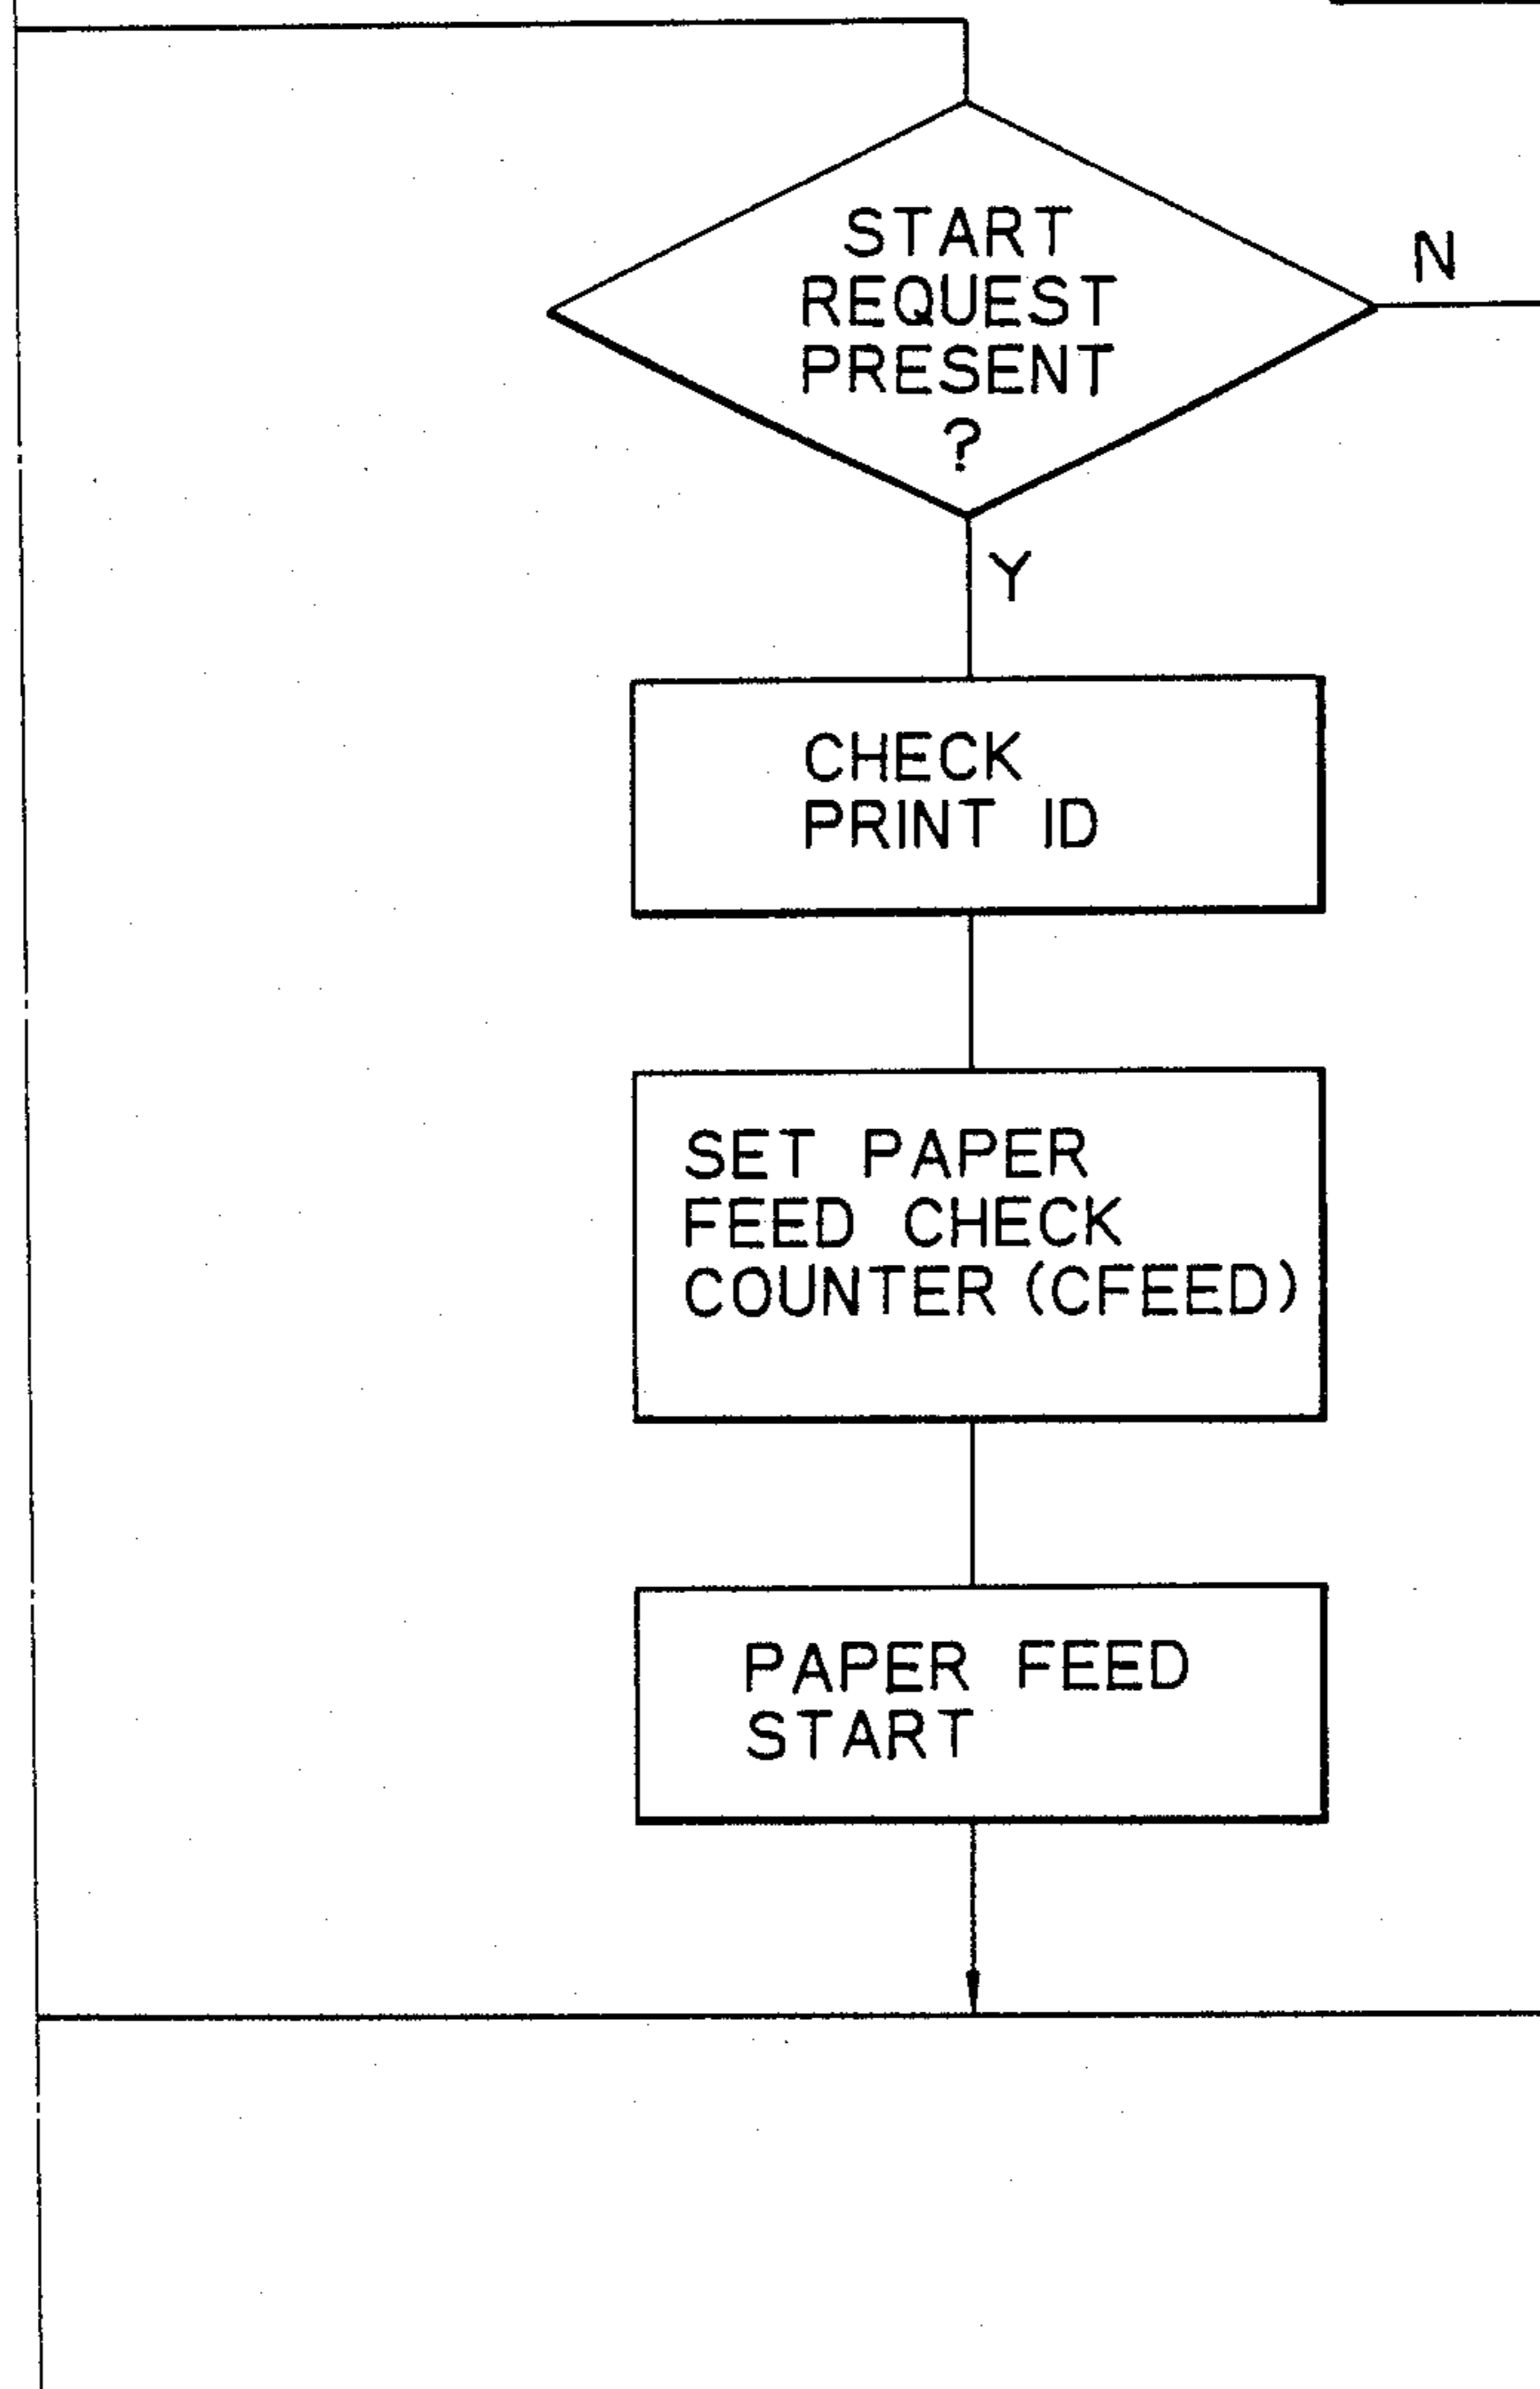 START
REQUEST
PRESENT
?
N
Y
CHECK
PRINT ID
SET PAPER
FEED CHECK
COUNTER (CFEED)
PAPER FEED
START